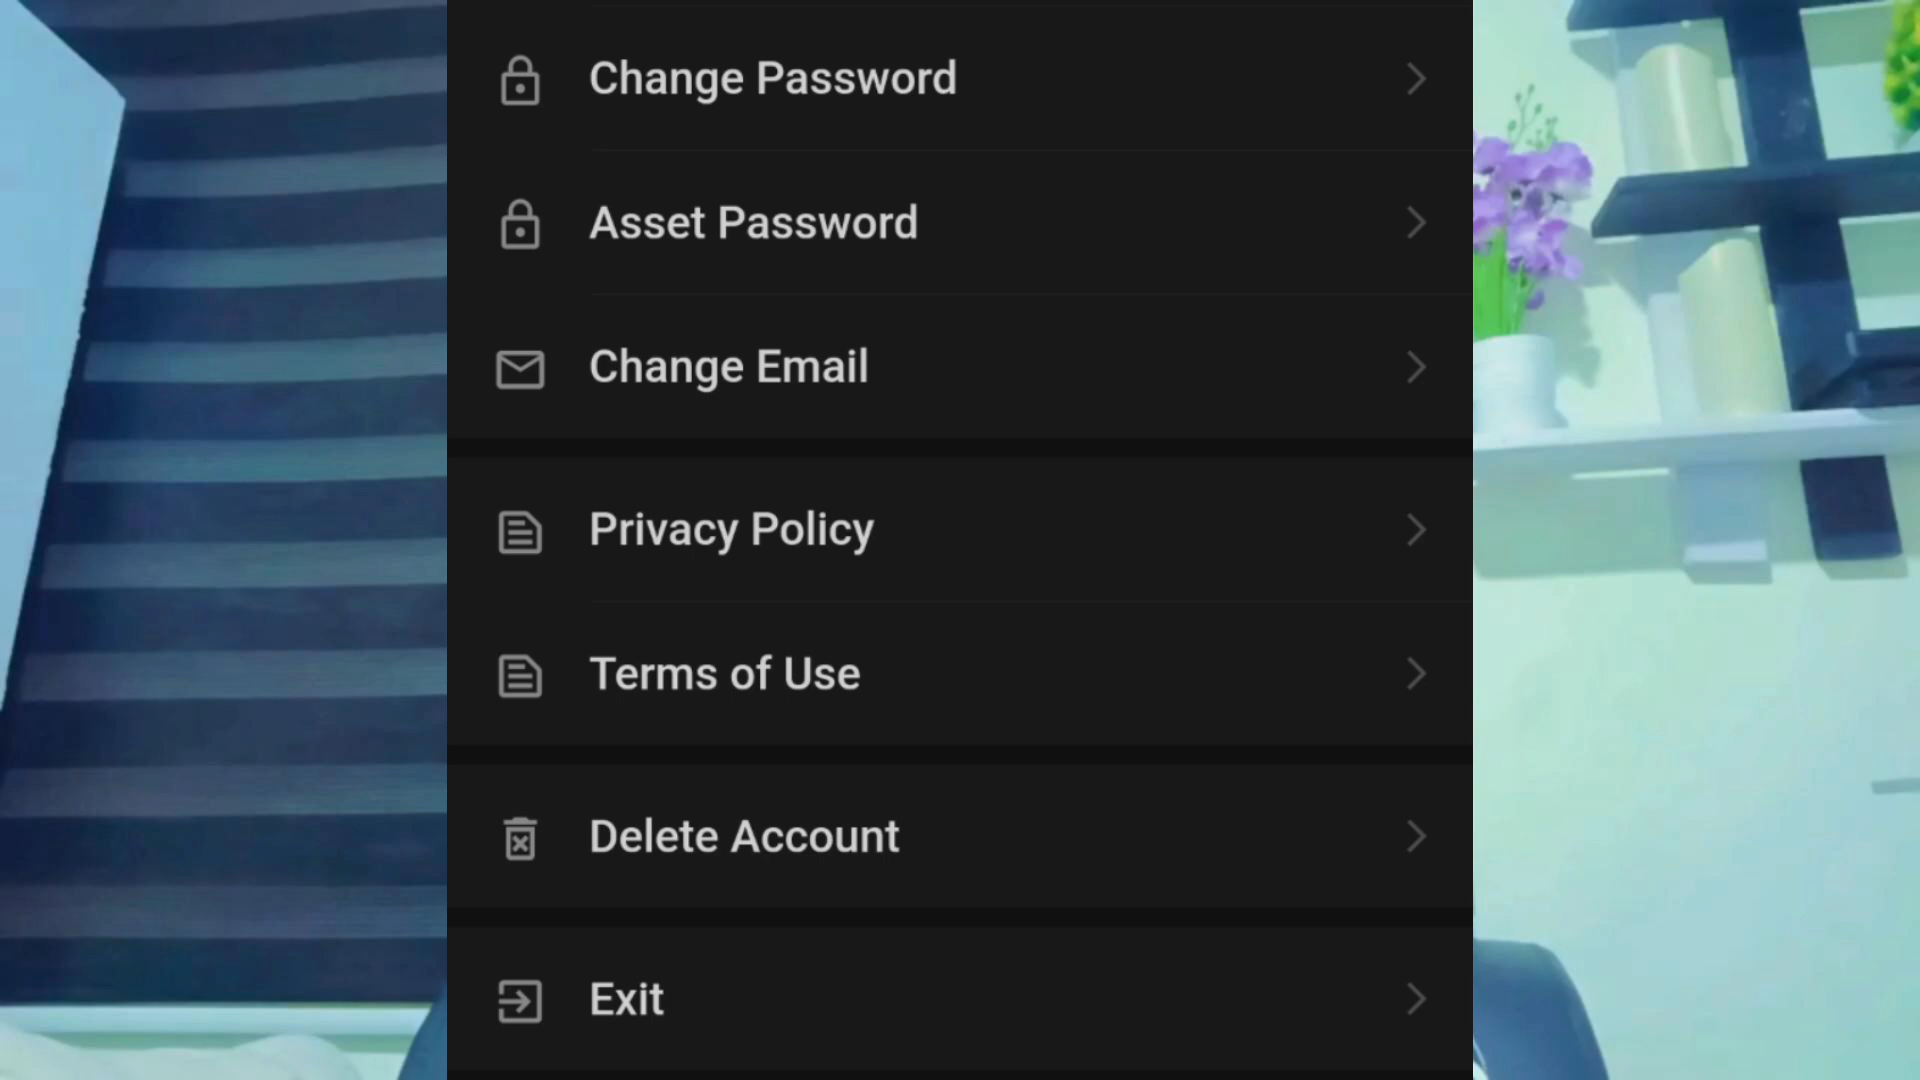 Change Password
Asset Password
Change Email
Privacy Policy
Terms of Use
Delete Account
Exit